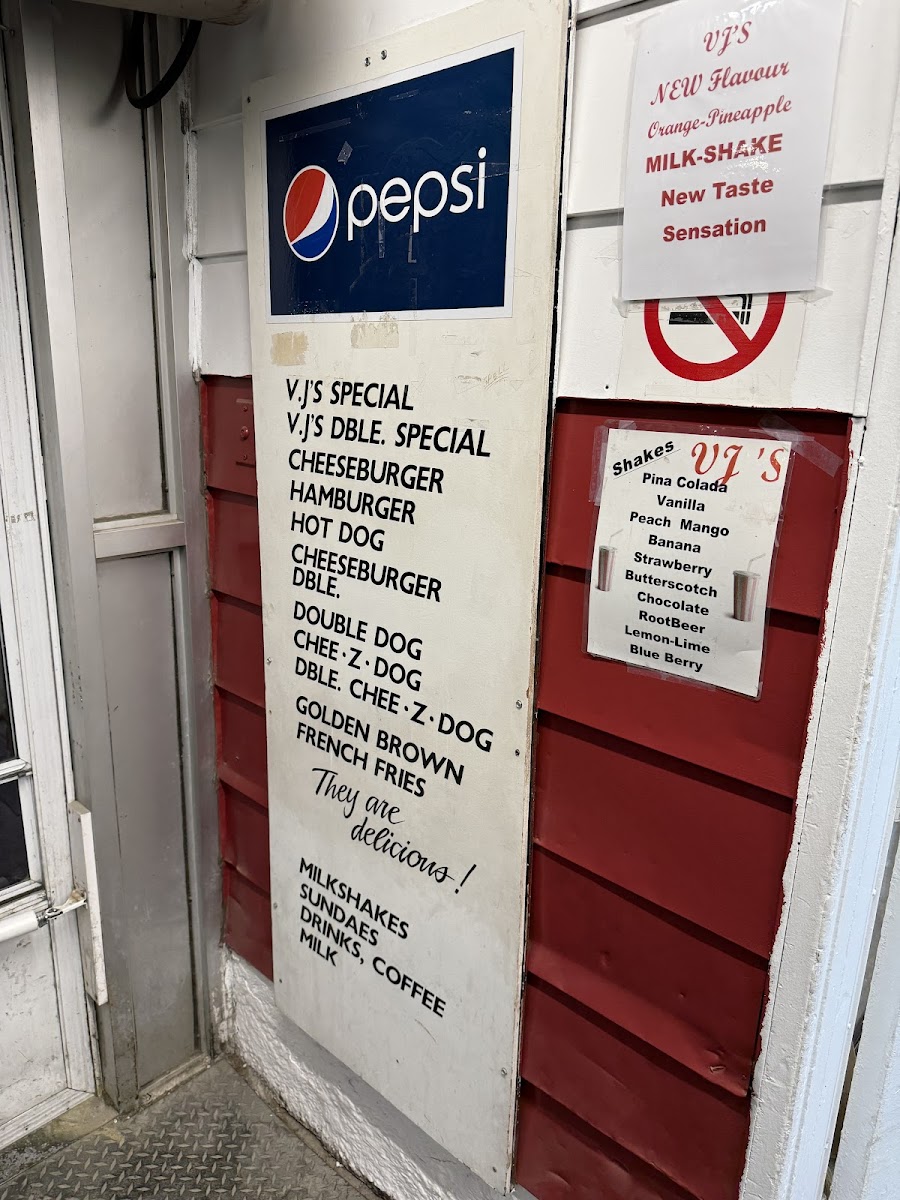 pepsi
V.J'S SPECIAL
V.J'S DBLE. SPECIAL
CHEESEBURGER
HAMBURGER
HOT DOG
CHEESEBURGER
DBLE.
DOUBLE DOG
CHEE·Z·DOG
DBLE. CHEE·Z·DOG
GOLDEN BROWN
FRENCH FRIES
They are
delicious!
MILKSHAKES
SUNDAES
DRINKS, COFFEE
MILK
VJ'S
NEW Flavour
Orange-Pineapple
MILK-SHAKE
New Taste
Sensation
Shakes VJ'S
Pina Colada
Vanilla
Peach Mango
Banana
Strawberry
Butterscotch
Chocolate
RootBeer
Lemon-Lime
Blue Berry